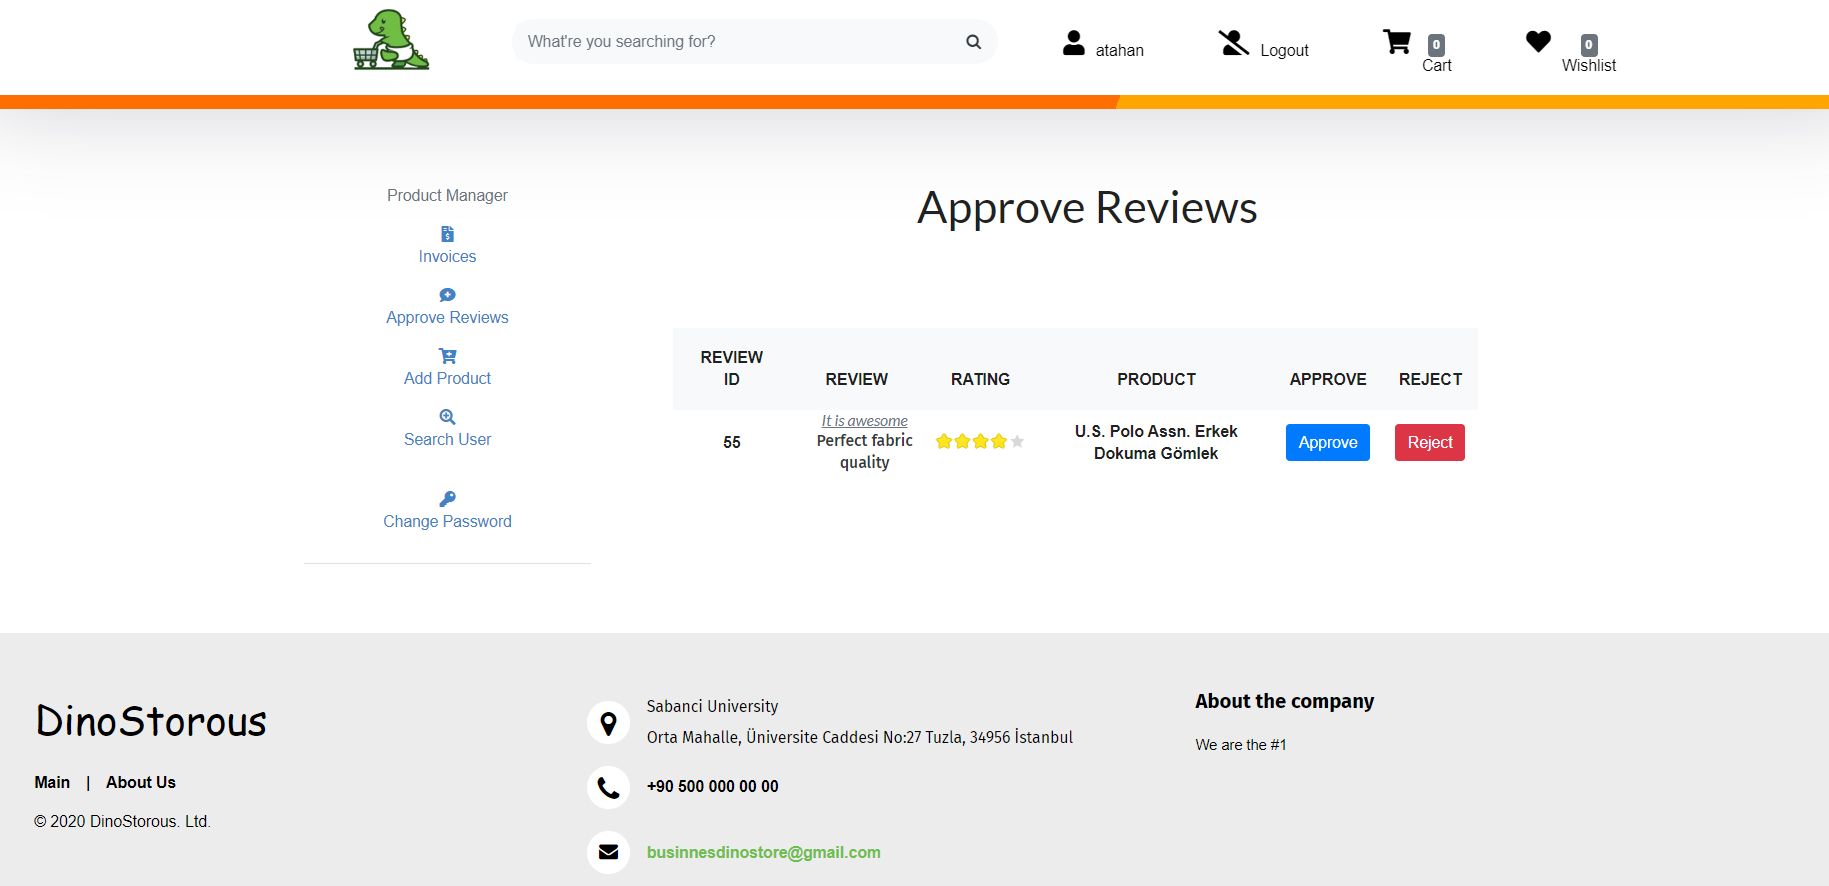 What're you searching for?
atahan
Logout
0
Cart
0
Wishlist
Product Manager
Invoices
Approve Reviews
Add Product
Search User
Change Password
Approve Reviews
REVIEW
ID
REVIEW
RATING
PRODUCT
APPROVE
REJECT
55
It is awesome
Perfect fabric
quality
U.S. Polo Assn. Erkek
Dokuma Gömlek
Approve
Reject
DinoStorous
Main | About Us
© 2020 DinoStorous. Ltd.
Sabanci University
Orta Mahalle, Üniversite Caddesi No:27 Tuzla, 34956 İstanbul
+90 500 000 00 00
businnesdinostore@gmail.com
About the company
We are the #1